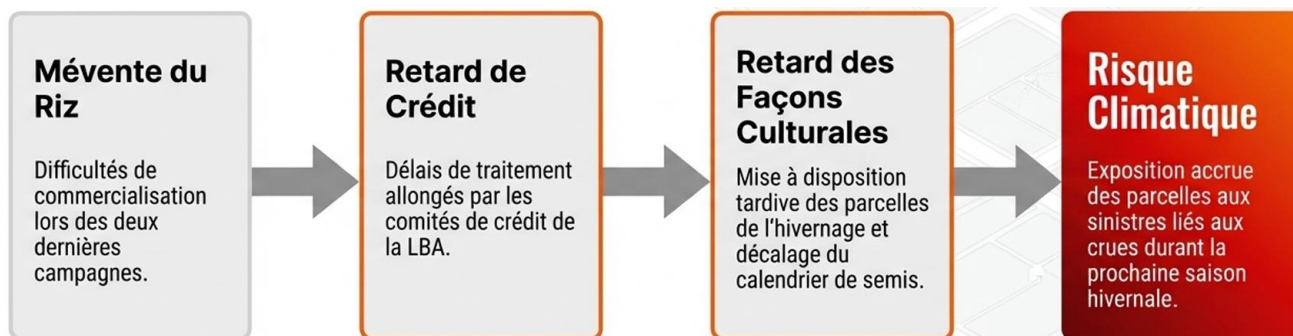 Mévente du
Riz
Difficultés de
commercialisation
lors des deux
dernières
campagnes.
Retard de
Crédit
Délais de traitement
allongés par les
comités de crédit de
la LBA.
Retard des
Façons
Culturales
Mise à disposition
tardive des parcelles
de l'hivernage et
décalage du
calendrier de semis.
Risque
Climatique
Exposition accrue
des parcelles aux
sinistres liés aux
crues durant la
prochaine saison
hivernale.